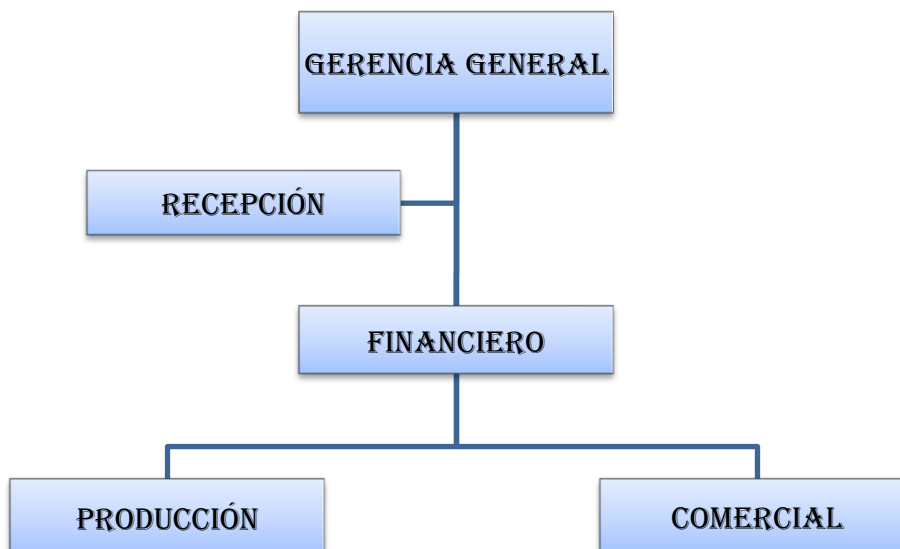 GERENCIA GENERAL
RECEPCIÓN
FINANCIERO
PRODUCCIÓN
COMERCIAL